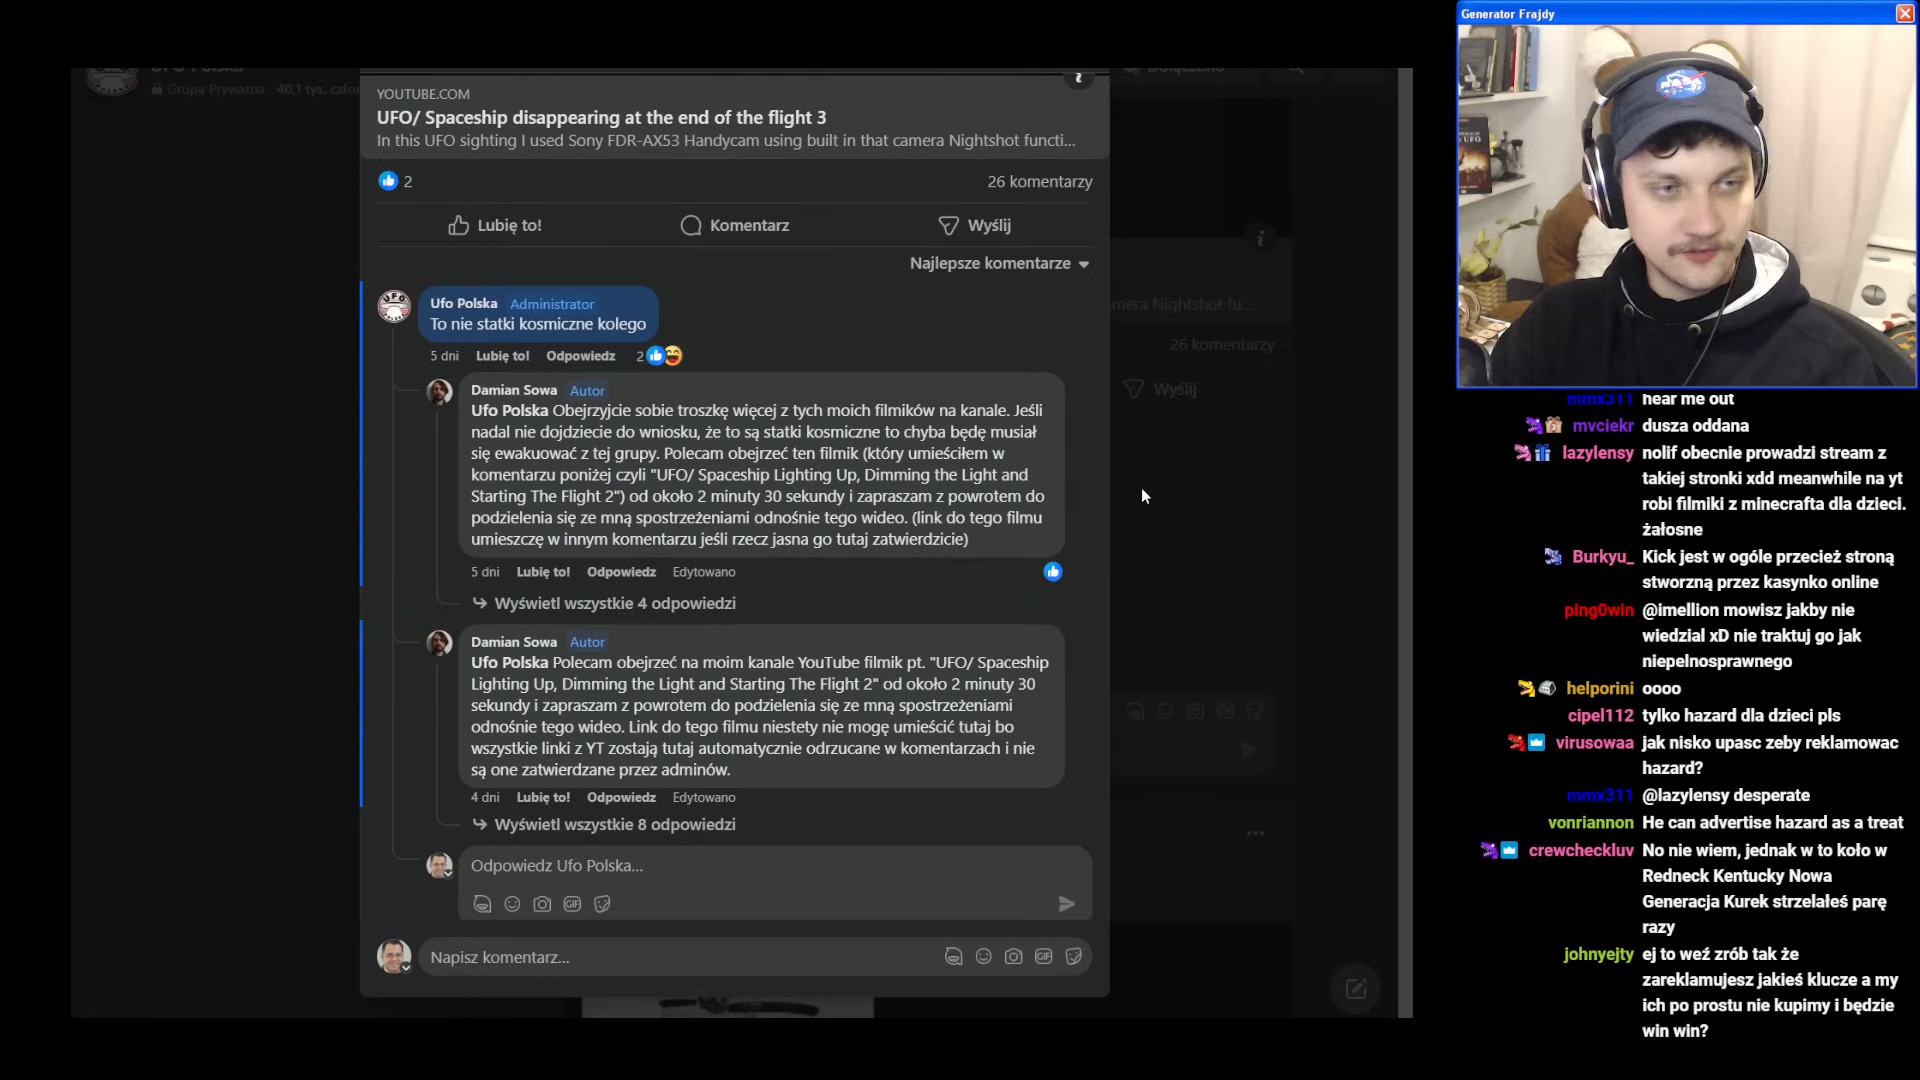 Generator Frajdy
Grupa Prywatna · 40,1 tys.
YOUTUBE.COM
UFO/ Spaceship disappearing at the end of the flight 3
In this UFO sighting I used Sony FDR-AX53 Handycam using built in that camera Nightshot functi...
2
26 komentarzy
Lubię to!
Komentarz
Wyślij
Najlepsze komentarze
Ufo Polska Administrator
To nie statki kosmiczne kolego
5 dni Lubię to! Odpowiedz 2
Damian Sowa Autor
Ufo Polska Obejrzyjcie sobie troszkę więcej z tych moich filmików na kanale. Jeśli
nadal nie dojdziecie do wniosku, że to są statki kosmiczne to chyba będę musiał
się ewakuować z tej grupy. Polecam obejrzeć ten filmik (który umieściłem w
komentarzu poniżej czyli "UFO/ Spaceship Lighting Up, Dimming the Light and
Starting The Flight 2") od około 2 minuty 30 sekundy i zapraszam z powrotem do
podzielenia się ze mną spostrzeżeniami odnośnie tego wideo. (link do tego filmu
umieszczę w innym komentarzu jeśli rzecz jasna go tutaj zatwierdzicie)
5 dni Lubię to! Odpowiedz Edytowano
Wyświetl wszystkie 4 odpowiedzi
Damian Sowa Autor
Ufo Polska Polecam obejrzeć na moim kanale YouTube filmik pt. "UFO/ Spaceship
Lighting Up, Dimming the Light and Starting The Flight 2" od około 2 minuty 30
sekundy i zapraszam z powrotem do podzielenia się ze mną spostrzeżeniami
odnośnie tego wideo. Link do tego filmu niestety nie mogę umieścić tutaj bo
wszystkie linki z YT zostają tutaj automatycznie odrzucane w komentarzach i nie
są one zatwierdzane przez adminów.
4 dni Lubię to! Odpowiedz Edytowano
Wyświetl wszystkie 8 odpowiedzi
Odpowiedz Ufo Polska...
Napisz komentarz...
Nightshot fu...
26 komentarzy
Wyślij
mmx311 hear me out
mvciekr dusza oddana
lazylensy nolif obecnie prowadzi stream z
takiej stronki xdd meanwhile na yt
robi filmiki z minecrafta dla dzieci.
żałosne
Burkyu_ Kick jest w ogóle przecież stroną
stworzną przez kasynko online
ping0win @imellion mowisz jakby nie
wiedzial xD nie traktuj go jak
niepelnosprawnego
helporini oooo
cipel112 tylko hazard dla dzieci pls
virusowaa jak nisko upasc zeby reklamowac
hazard?
mmx311 @lazylensy desperate
vonriannon He can advertise hazard as a treat
crewcheckluv No nie wiem, jednak w to koło w
Redneck Kentucky Nowa
Generacja Kurek strzelałeś parę
razy
johnyejty ej to weź zrób tak że
zareklamujesz jakieś klucze a my
ich po prostu nie kupimy i będzie
win win?